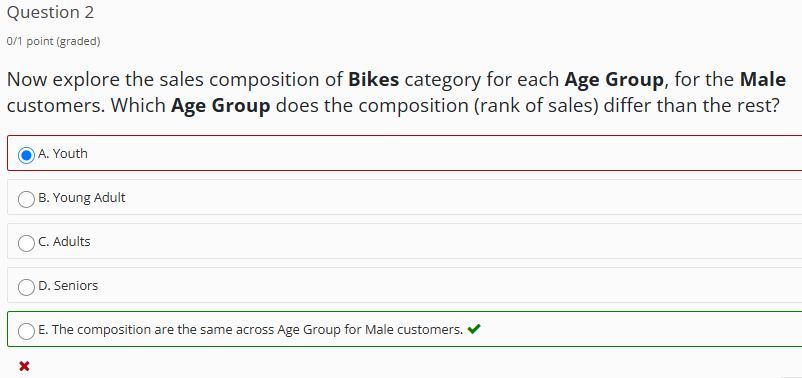 Question 2
0/1 point (graded)
Now explore the sales composition of Bikes category for each Age Group, for the Male
customers. Which Age Group does the composition (rank of sales) differ than the rest?
A. Youth
B. Young Adult
C. Adults
D. Seniors
E. The composition are the same across Age Group for Male customers.